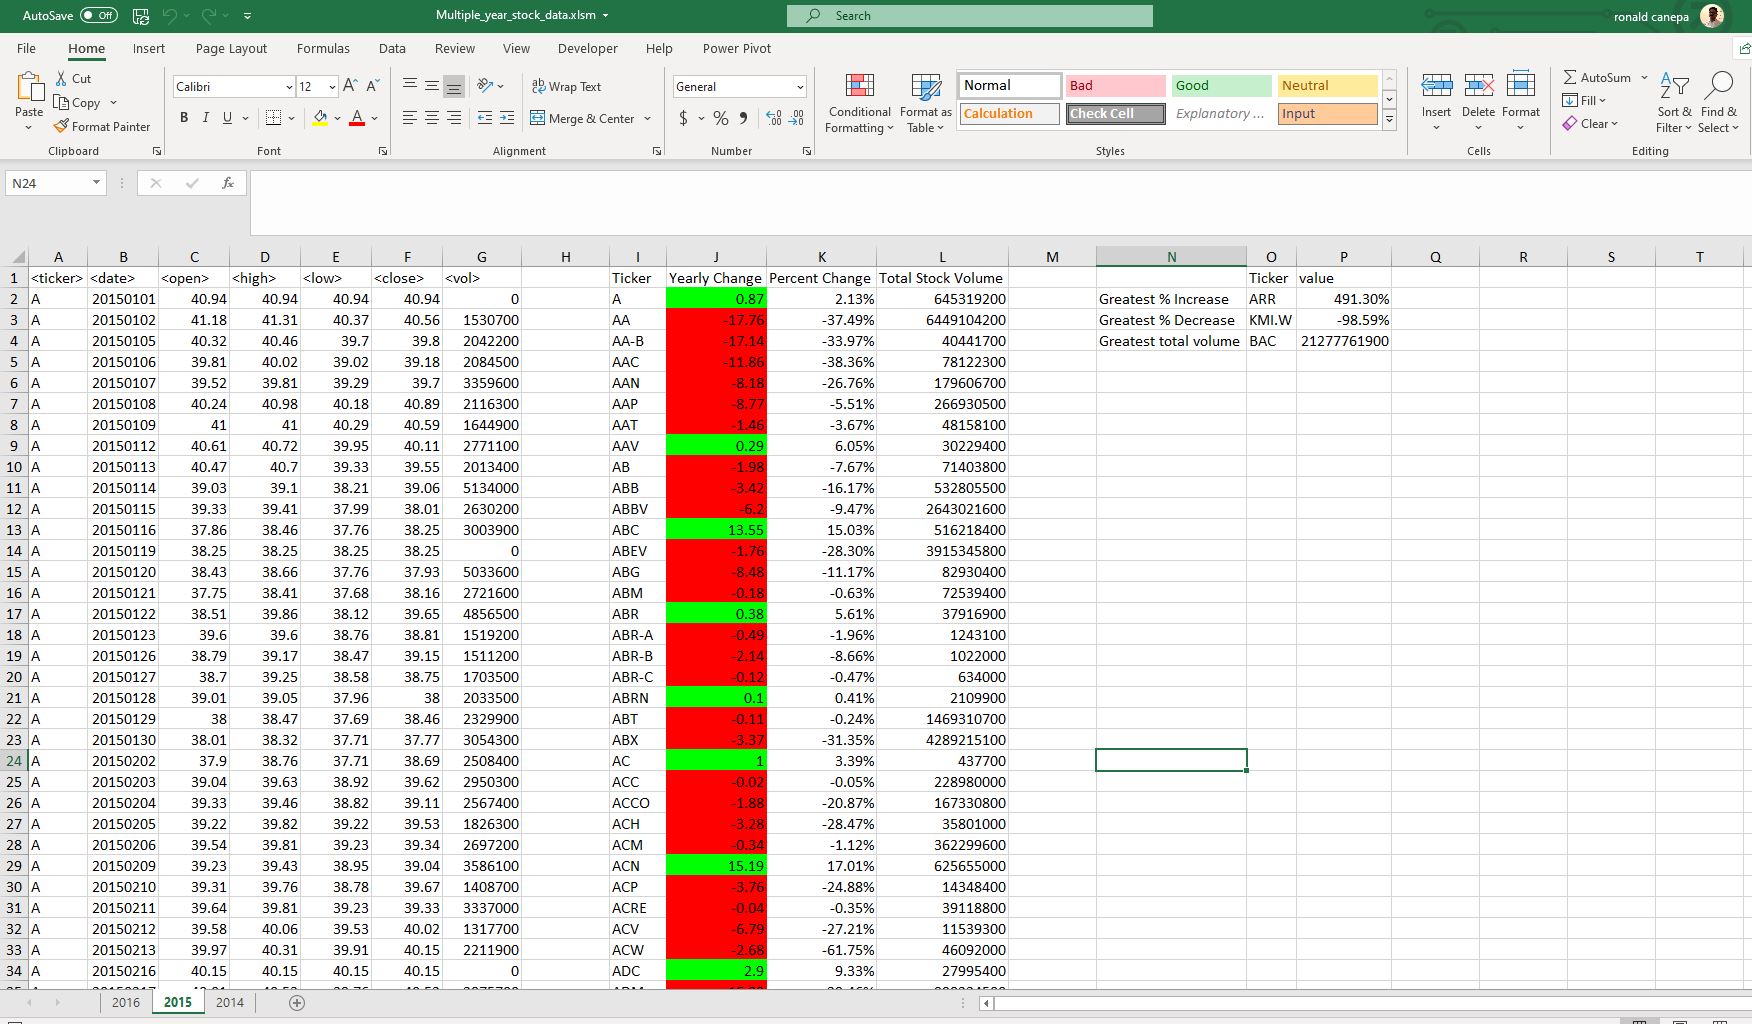 AutoSave Off Multiple_year_stock_data.xlsm Search ronald canepa
File Home Insert Page Layout Formulas Data Review View Developer Help Power Pivot
Paste Cut Copy Format Painter
Calibri 12 B I U
Wrap Text Merge & Center
General $ % 9
Conditional Formatting Format as Table
Normal Bad Good Neutral
Calculation Check Cell Explanatory ... Input
Insert Delete Format
AutoSum Fill Clear Sort & Filter Find & Select
Clipboard Font Alignment Number Styles Cells Editing
N24 fx
A B C D E F G H I J K L M N O P Q R S T
1 <ticker> <date> <open> <high> <low> <close> <vol> Ticker Yearly Change Percent Change Total Stock Volume Ticker value
2 A 20150101 40.94 40.94 40.94 40.94 0 A 0.87 2.13% 645319200 Greatest % Increase ARR 491.30%
3 A 20150102 41.18 41.31 40.37 40.56 1530700 AA -17.76 -37.49% 6449104200 Greatest % Decrease KMI.W -98.59%
4 A 20150105 40.32 40.46 39.7 39.8 2042200 AA-B -17.14 -33.97% 40441700 Greatest total volume BAC 21277761900
5 A 20150106 39.81 40.02 39.02 39.18 2084500 AAC -11.86 -38.36% 78122300
6 A 20150107 39.52 39.81 39.29 39.7 3359600 AAN -8.18 -26.76% 179606700
7 A 20150108 40.24 40.98 40.18 40.89 2116300 AAP -8.77 -5.51% 266930500
8 A 20150109 41 41 40.29 40.59 1644900 AAT -1.46 -3.67% 48158100
9 A 20150112 40.61 40.72 39.95 40.11 2771100 AAV 0.29 6.05% 30229400
10 A 20150113 40.47 40.7 39.33 39.55 2013400 AB -1.98 -7.67% 71403800
11 A 20150114 39.03 39.1 38.21 39.06 5134000 ABB -3.42 -16.17% 532805500
12 A 20150115 39.33 39.41 37.99 38.01 2630200 ABBV -6.2 -9.47% 2643021600
13 A 20150116 37.86 38.46 37.76 38.25 3003900 ABC 13.55 15.03% 516218400
14 A 20150119 38.25 38.25 38.25 38.25 0 ABEV -1.76 -28.30% 3915345800
15 A 20150120 38.43 38.66 37.76 37.93 5033600 ABG -8.48 -11.17% 82930400
16 A 20150121 37.75 38.41 37.68 38.16 2721600 ABM -0.18 -0.63% 72539400
17 A 20150122 38.51 39.86 38.12 39.65 4856500 ABR 0.38 5.61% 37916900
18 A 20150123 39.6 39.6 38.76 38.81 1519200 ABR-A -0.49 -1.96% 1243100
19 A 20150126 38.79 39.17 38.47 39.15 1511200 ABR-B -2.14 -8.66% 1022000
20 A 20150127 38.7 39.25 38.58 38.75 1703500 ABR-C -0.12 -0.47% 634000
21 A 20150128 39.01 39.05 37.96 38 2033500 ABRN 0.1 0.41% 2109900
22 A 20150129 38 38.47 37.69 38.46 2329900 ABT -0.11 -0.24% 1469310700
23 A 20150130 38.01 38.32 37.71 37.77 3054300 ABX -3.37 -31.35% 4289215100
24 A 20150202 37.9 38.76 37.71 38.69 2508400 AC 1 3.39% 437700
25 A 20150203 39.04 39.63 38.92 39.62 2950300 ACC -0.02 -0.05% 228980000
26 A 20150204 39.33 39.46 38.82 39.11 2567400 ACCO -1.88 -20.87% 167330800
27 A 20150205 39.22 39.82 39.22 39.53 1826300 ACH -3.28 -28.47% 35801000
28 A 20150206 39.54 39.81 39.23 39.34 2697200 ACM -0.34 -1.12% 362299600
29 A 20150209 39.23 39.43 38.95 39.04 3586100 ACN 15.19 17.01% 625655000
30 A 20150210 39.31 39.76 38.78 39.67 1408700 ACP -3.76 -24.88% 14348400
31 A 20150211 39.64 39.81 39.23 39.33 3337000 ACRE -0.04 -0.35% 39118800
32 A 20150212 39.58 40.06 39.53 40.02 1317700 ACV -6.79 -27.21% 11539300
33 A 20150213 39.97 40.31 39.91 40.15 2211900 ACW -2.68 -61.75% 46092000
34 A 20150216 40.15 40.15 40.15 40.15 0 ADC 2.9 9.33% 27995400
2016 2015 2014